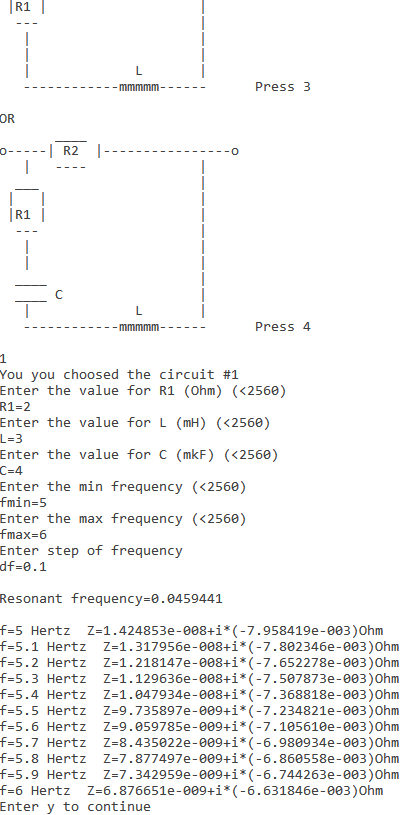 |R1 | |
--- |
| |
| |
| L |
------------mmmmm------ Press 3
OR
____
o-----| R2 |----------------o
| ---- |
___ |
| | |
|R1 | |
--- |
| |
| |
____ |
____ C |
| L |
------------mmmmm------ Press 4
1
You you choosed the circuit #1
Enter the value for R1 (Ohm) (<2560)
R1=2
Enter the value for L (mH) (<2560)
L=3
Enter the value for C (mkF) (<2560)
C=4
Enter the min frequency (<2560)
fmin=5
Enter the max frequency (<2560)
fmax=6
Enter step of frequency
df=0.1
Resonant frequency=0.0459441
f=5 Hertz  Z=1.424853e-008+i*(-7.958419e-003)Ohm
f=5.1 Hertz  Z=1.317956e-008+i*(-7.802346e-003)Ohm
f=5.2 Hertz  Z=1.218147e-008+i*(-7.652278e-003)Ohm
f=5.3 Hertz  Z=1.129636e-008+i*(-7.507873e-003)Ohm
f=5.4 Hertz  Z=1.047934e-008+i*(-7.368818e-003)Ohm
f=5.5 Hertz  Z=9.735897e-009+i*(-7.234821e-003)Ohm
f=5.6 Hertz  Z=9.059785e-009+i*(-7.105610e-003)Ohm
f=5.7 Hertz  Z=8.435022e-009+i*(-6.980934e-003)Ohm
f=5.8 Hertz  Z=7.877497e-009+i*(-6.860558e-003)Ohm
f=5.9 Hertz  Z=7.342959e-009+i*(-6.744263e-003)Ohm
f=6 Hertz  Z=6.876651e-009+i*(-6.631846e-003)Ohm
Enter y to continue